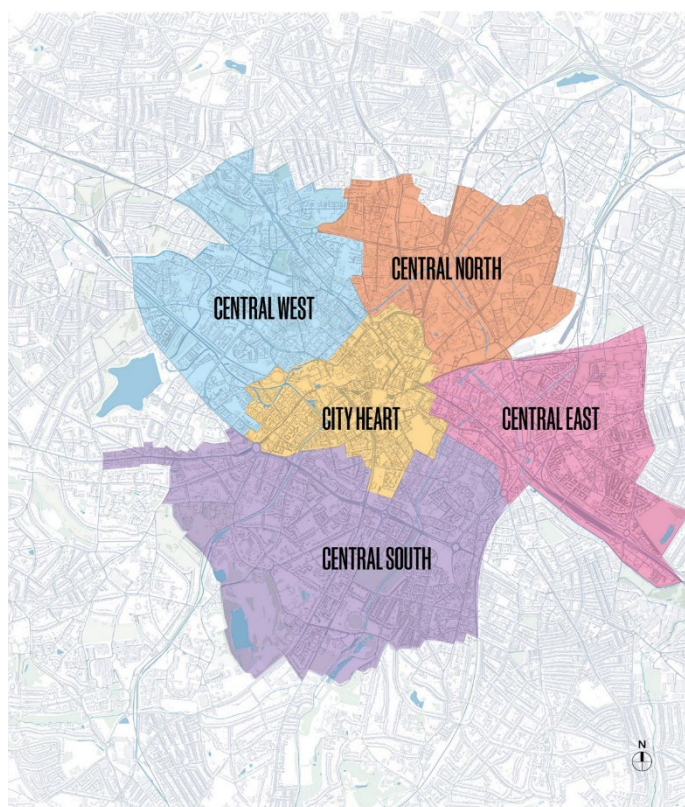 CENTRAL NORTH
CENTRAL WEST
CITY HEART
CENTRAL EAST
CENTRAL SOUTH
N